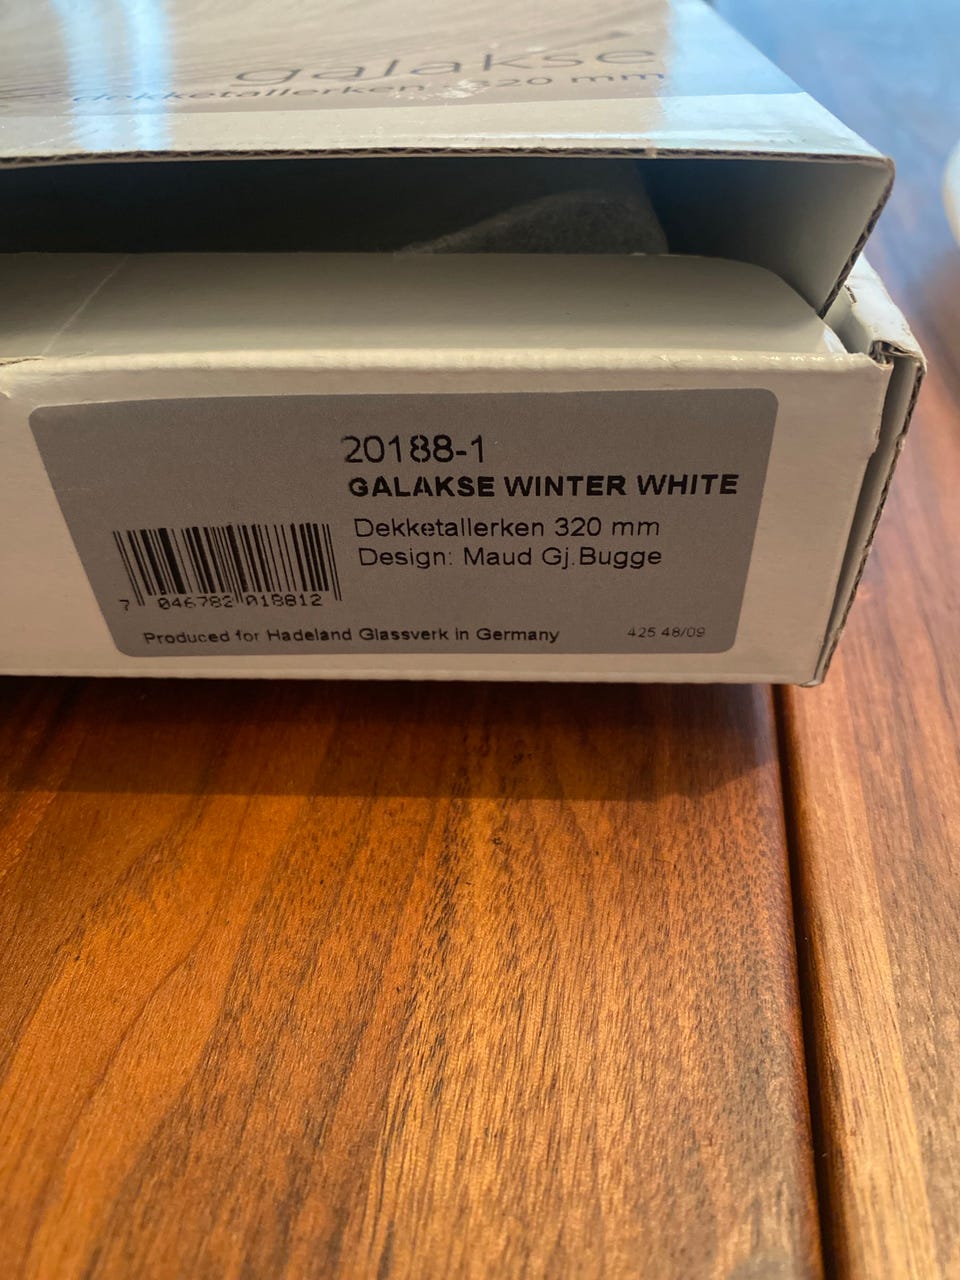 galakse
dekketallerken 320 mm
20188-1
GALAKSE WINTER WHITE
Dekketallerken 320 mm
Design: Maud Gj.Bugge
7 046782 018812
Produced for Hadeland Glassverk in Germany
425 48/09